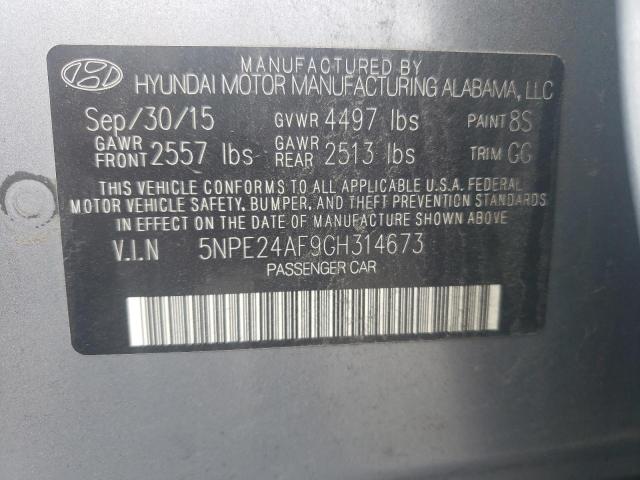 MANUFACTURED BY
HYUNDAI MOTOR MANUFACTURING ALABAMA, LLC
Sep/30/15 GVWR 4497 lbs PAINT 8S
GAWR FRONT 2557 lbs GAWR REAR 2513 lbs TRIM GG
THIS VEHICLE CONFORMS TO ALL APPLICABLE U.S.A. FEDERAL
MOTOR VEHICLE SAFETY, BUMPER, AND THEFT PREVENTION STANDARDS
IN EFFECT ON THE DATE OF MANUFACTURE SHOWN ABOVE
V.I.N 5NPE24AF9GH314673
PASSENGER CAR